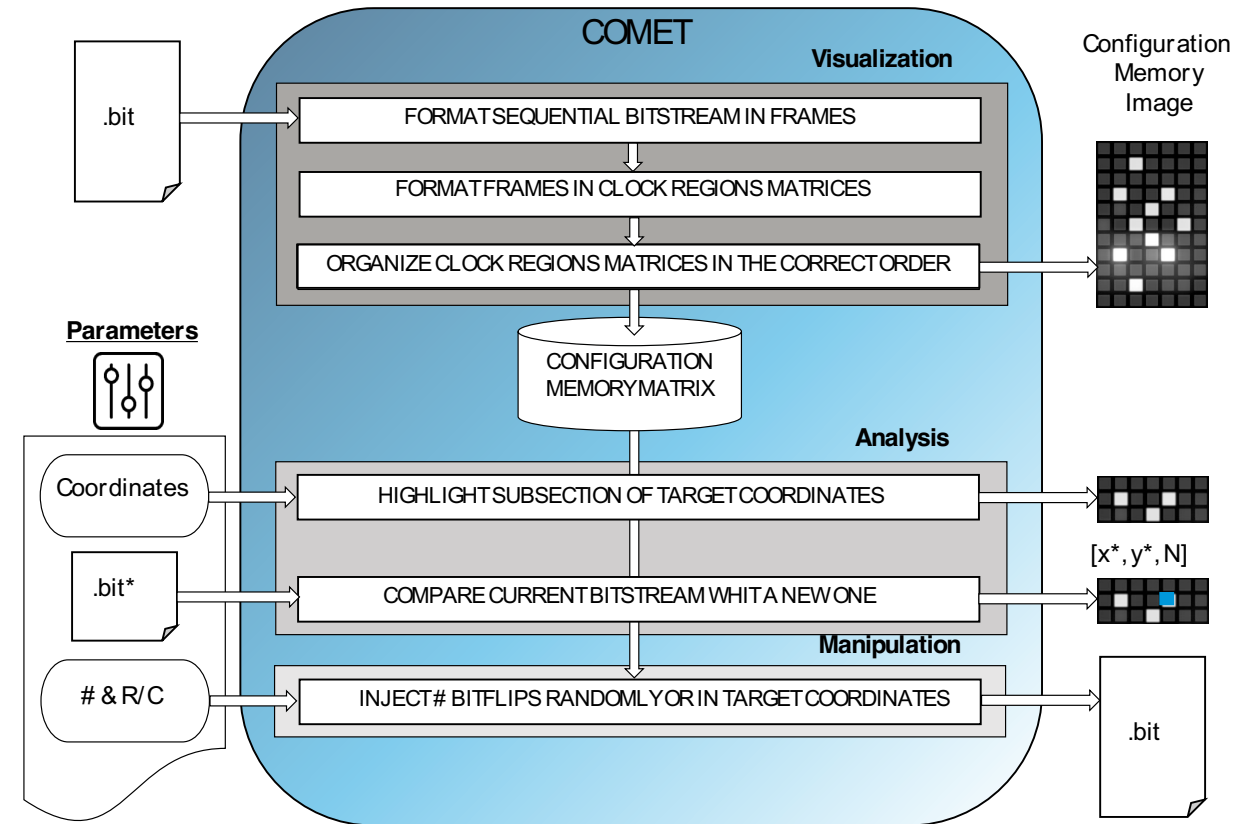 COMET
Visualization
Configuration
Memory
Image
.bit
FORMAT SEQUENTIAL BITSTREAM IN FRAMES
FORMAT FRAMES IN CLOCK REGIONS MATRICES
ORGANIZE CLOCK REGIONS MATRICES IN THE CORRECT ORDER
Parameters
CONFIGURATION
MEMORY MATRIX
Analysis
Coordinates
HIGHLIGHT SUBSECTION OF TARGET COORDINATES
[x*, y*, N]
.bit*
COMPARE CURRENT BITSTREAM WHIT A NEW ONE
Manipulation
# & R/C
INJECT # BITFLIPS RANDOMLY OR IN TARGET COORDINATES
.bit